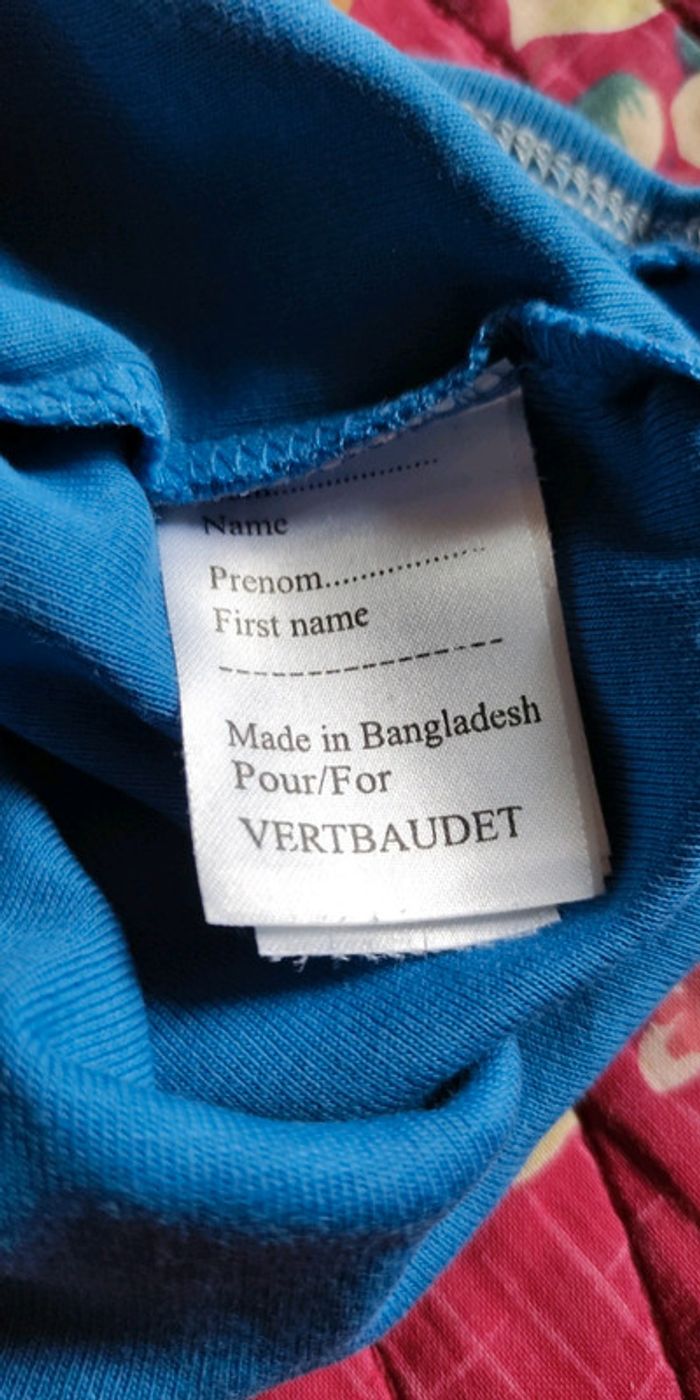 ....................
Name
Prenom..................
First name
----------------
Made in Bangladesh
Pour/For
VERTBAUDET